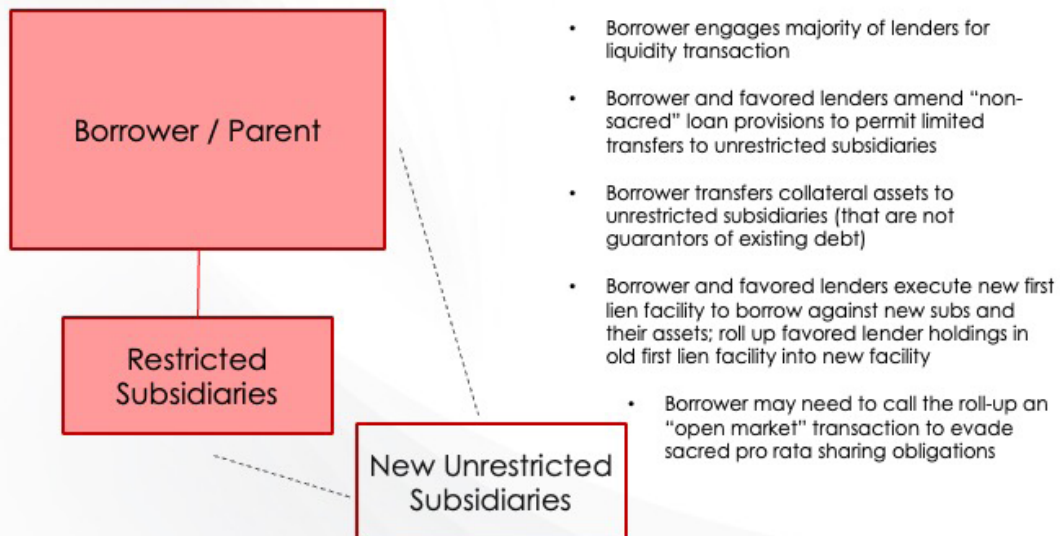 Borrower / Parent
Restricted
Subsidiaries
New Unrestricted
Subsidiaries
• Borrower engages majority of lenders for
liquidity transaction
• Borrower and favored lenders amend “non-
sacred” loan provisions to permit limited
transfers to unrestricted subsidiaries
• Borrower transfers collateral assets to
unrestricted subsidiaries (that are not
guarantors of existing debt)
• Borrower and favored lenders execute new first
lien facility to borrow against new subs and
their assets; roll up favored lender holdings in
old first lien facility into new facility
• Borrower may need to call the roll-up an
“open market” transaction to evade
sacred pro rata sharing obligations